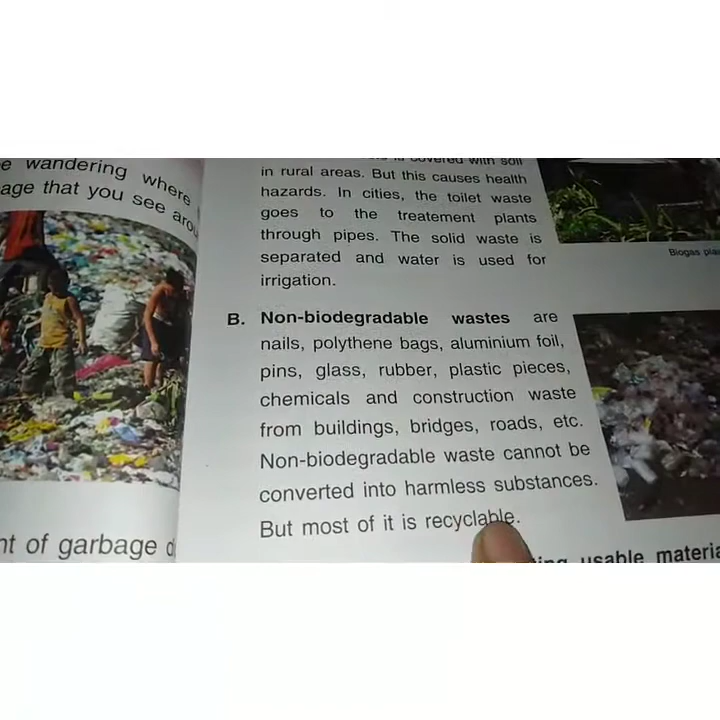 e wandering where
age that you see arou
nt of garbage d
covered with soil
in rural areas. But this causes health
hazards. In cities, the toilet waste
goes to the treatement plants
through pipes. The solid waste is
separated and water is used for
irrigation.
Biogas pla
B. Non-biodegradable wastes are
nails, polythene bags, aluminium foil,
pins, glass, rubber, plastic pieces,
chemicals and construction waste
from buildings, bridges, roads, etc.
Non-biodegradable waste cannot be
converted into harmless substances.
But most of it is recyclable.
usable materia